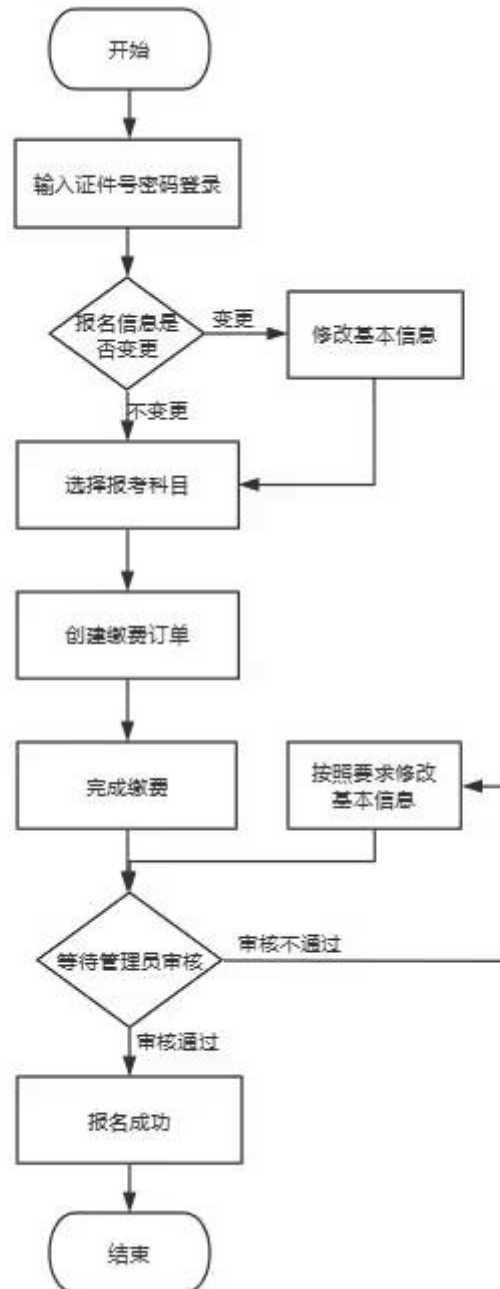 开始
输入证件号密码登录
报名信息是
否变更
变更
修改基本信息
不变更
选择报考科目
创建缴费订单
完成缴费
按照要求修改
基本信息
等待管理员审核
审核不通过
审核通过
报名成功
结束